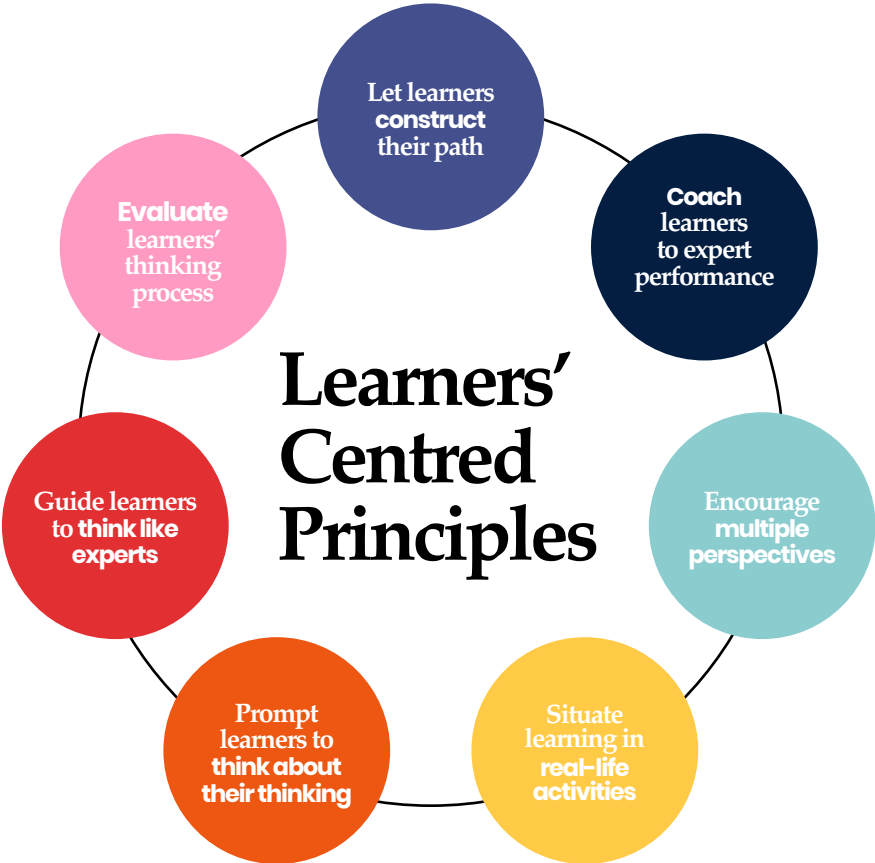 Let learners
construct
their path
Coach
learners
to expert
performance
Encourage
multiple
perspectives
Situate
learning in
real-life
activities
Prompt
learners to
think about
their thinking
Guide learners
to think like
experts
Evaluate
learners’
thinking
process
Learners’
Centred
Principles